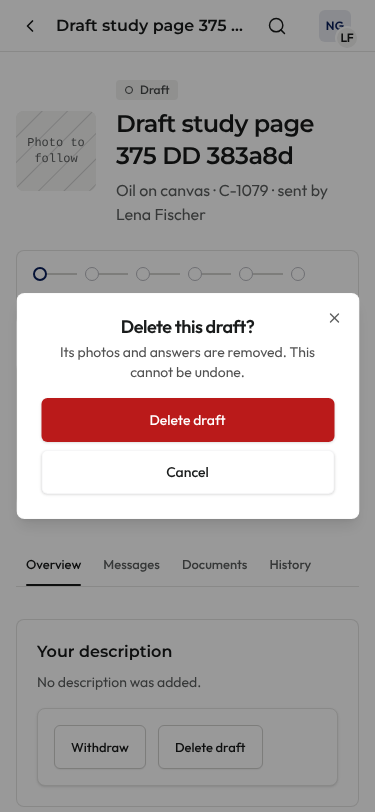 Draft study page 375 ...
NG
LF
Draft
Photo to
follow
Draft study page
375 DD 383a8d
Oil on canvas · C-1079 · sent by
Lena Fischer
Delete this draft?
Its photos and answers are removed. This
cannot be undone.
Delete draft
Cancel
Overview Messages Documents History
Your description
No description was added.
Withdraw Delete draft